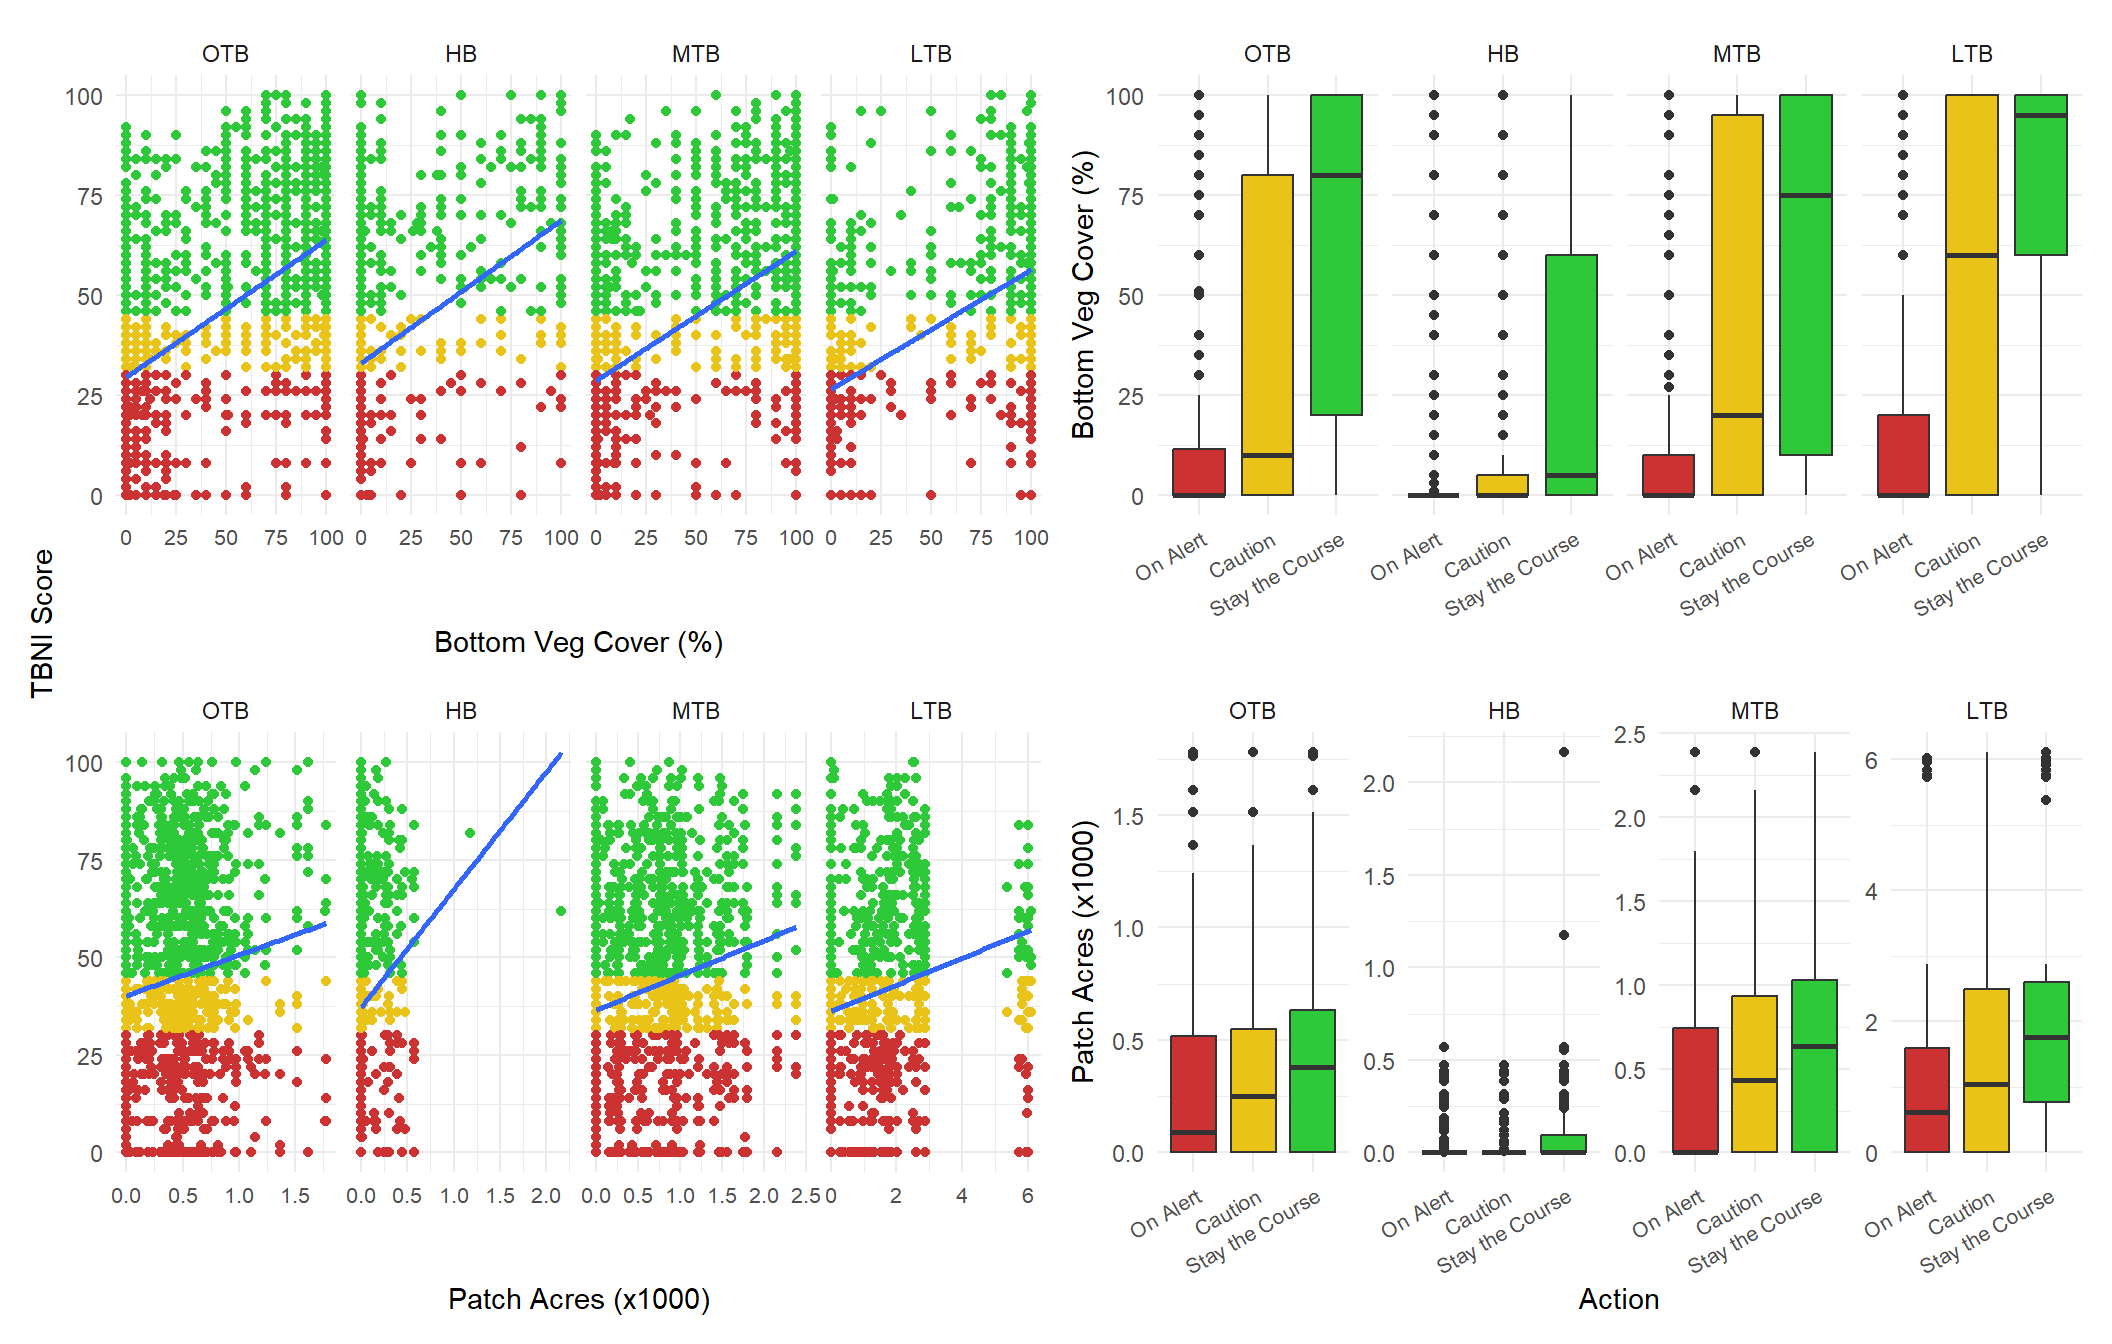 OTB HB MTB LTB
100
75
50
25
0
0 25 50 75 100 0 25 50 75 100 0 25 50 75 100 0 25 50 75 100
Bottom Veg Cover (%)
OTB HB MTB LTB
Bottom Veg Cover (%)
100
75
50
25
0
On Alert Caution Stay the Course On Alert Caution Stay the Course On Alert Caution Stay the Course On Alert Caution Stay the Course
TBNI Score
OTB HB MTB LTB
100
75
50
25
0
0.0 0.5 1.0 1.5 0.0 0.5 1.0 1.5 2.0 0.0 0.5 1.0 1.5 2.0 2.5 0 2 4 6
Patch Acres (x1000)
OTB HB MTB LTB
Patch Acres (x1000)
1.5
1.0
0.5
0.0
2.0
1.5
1.0
0.5
0.0
2.5
2.0
1.5
1.0
0.5
0.0
6
4
2
0
On Alert Caution Stay the Course On Alert Caution Stay the Course On Alert Caution Stay the Course On Alert Caution Stay the Course
Action